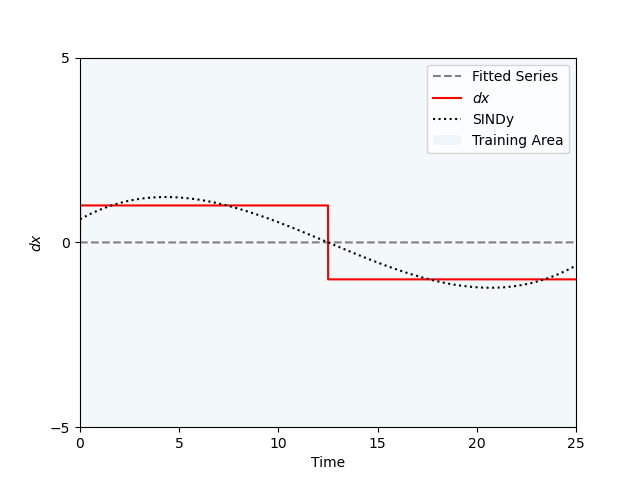 5
Fitted Series
dx
SINDy
Training Area
dx
0
−5
0 5 10 15 20 25
Time